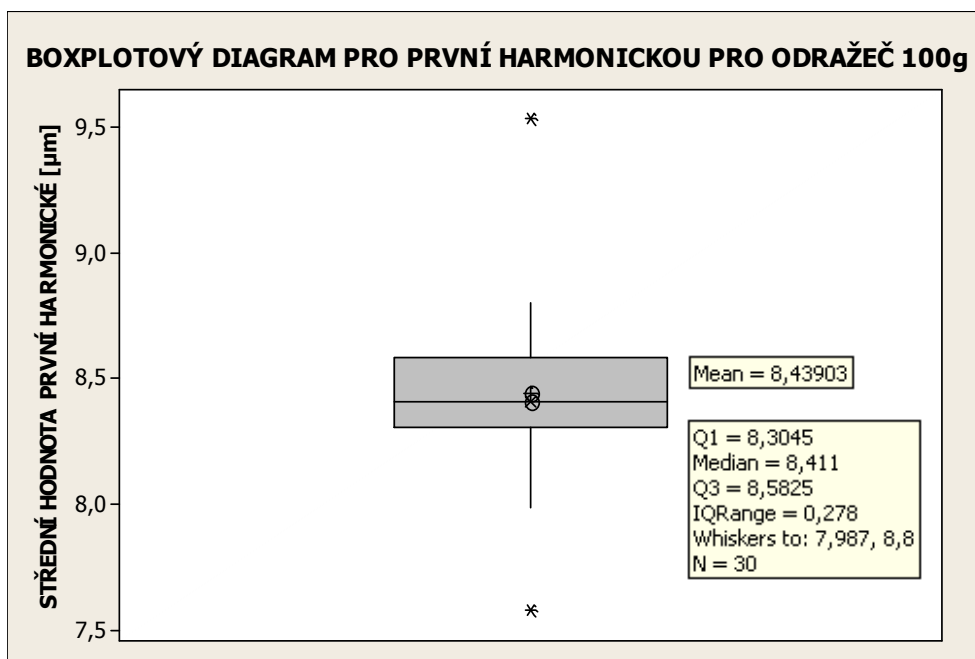 BOXPLOTOVÝ DIAGRAM PRO PRVNÍ HARMONICKOU PRO ODRAŽEČ 100g
STŘEDNÍ HODNOTA PRVNÍ HARMONICKÉ [µm]
9,5
9,0
8,5
8,0
7,5
Mean = 8,43903
Q1 = 8,3045
Median = 8,411
Q3 = 8,5825
IQRange = 0,278
Whiskers to: 7,987, 8,8
N = 30